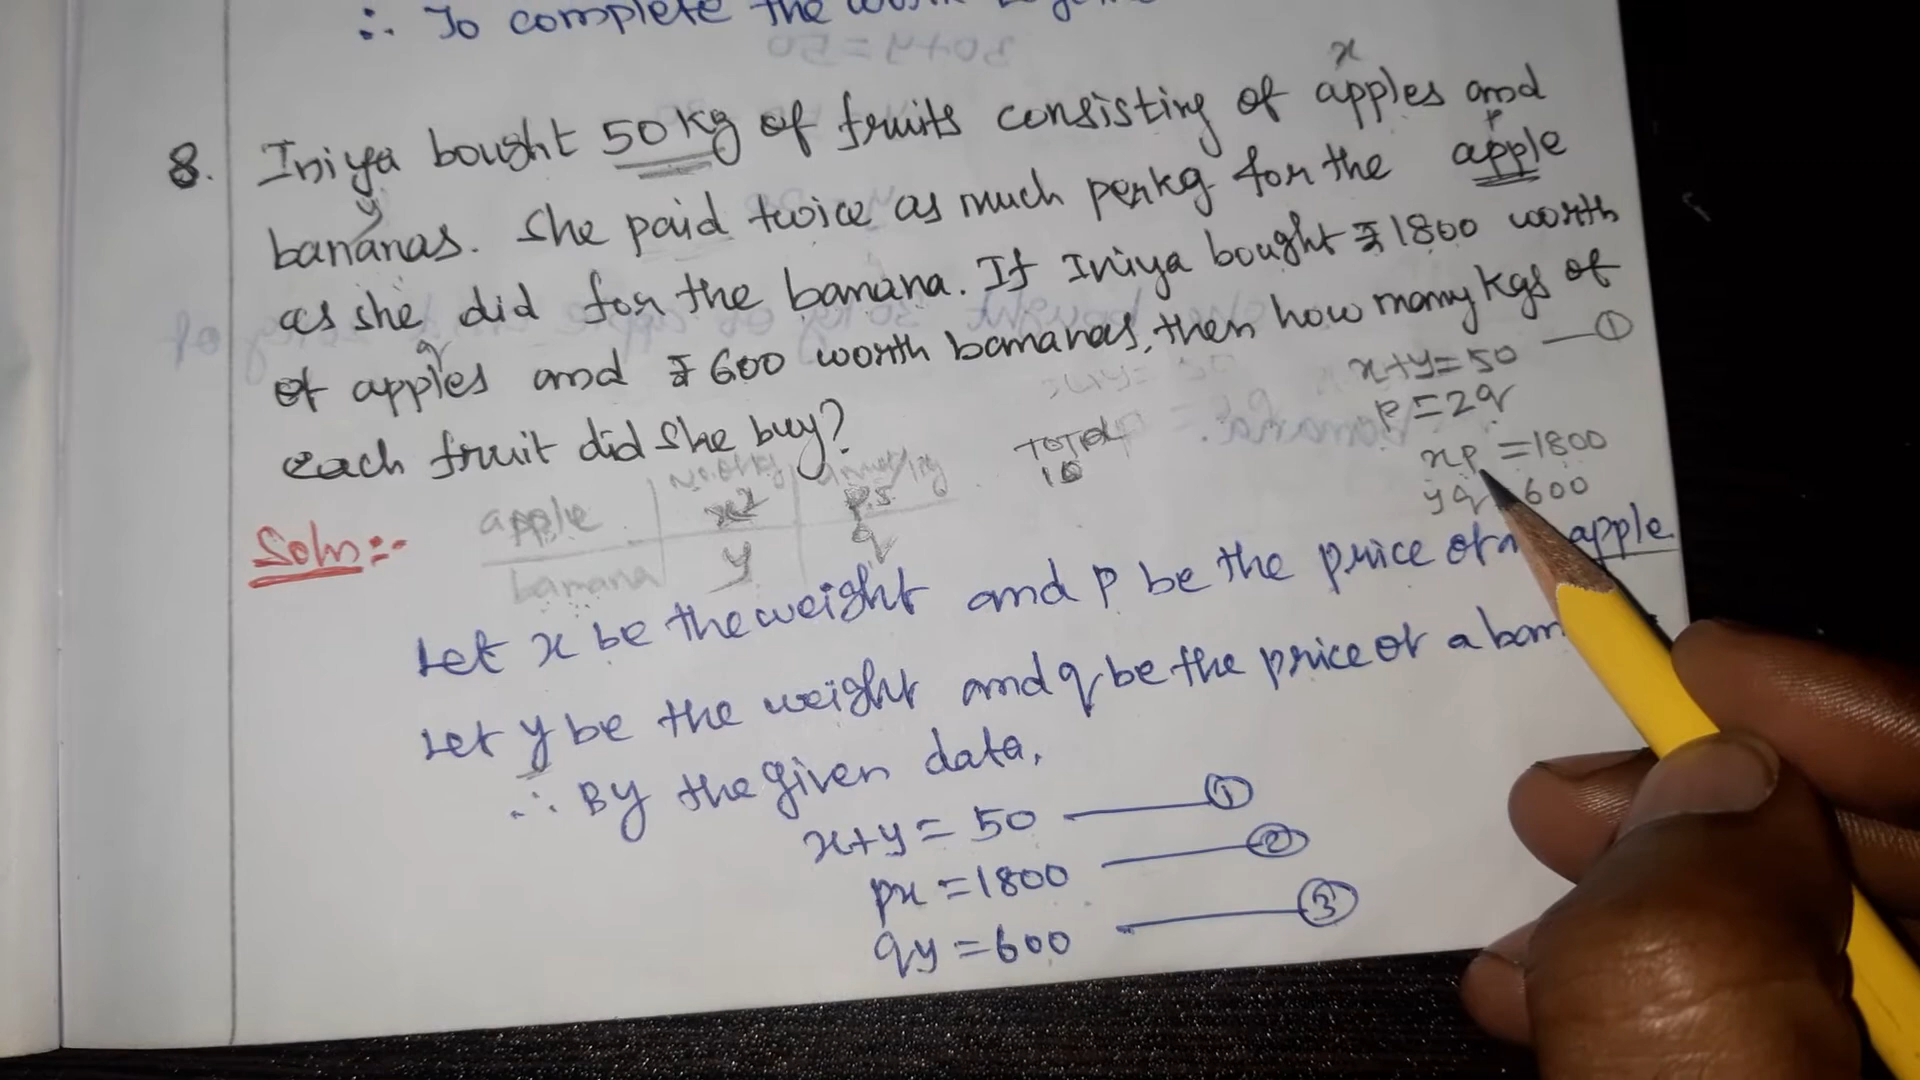 ∴ To complete the work
8. Iniya bought 50 kg of fruits consisting of apples and
x
bananas. She paid twice as much per kg for the apple
y
p
as she did for the banana. If Iniya bought ₹ 1800 worth
of apples and ₹ 600 worth bananas, then how many kgs of
q
each fruit did she buy?
x+y=50 — ①
p=2q
xp =1800
yq 600
TOTAL
10
apple x y p
banana y q
Soln:-
Let x be the weight and p be the price of a apple
Let y be the weight and q be the price of a ban
∴ By the given data,
x+y = 50 — ①
px = 1800 — ②
qy = 600 — ③